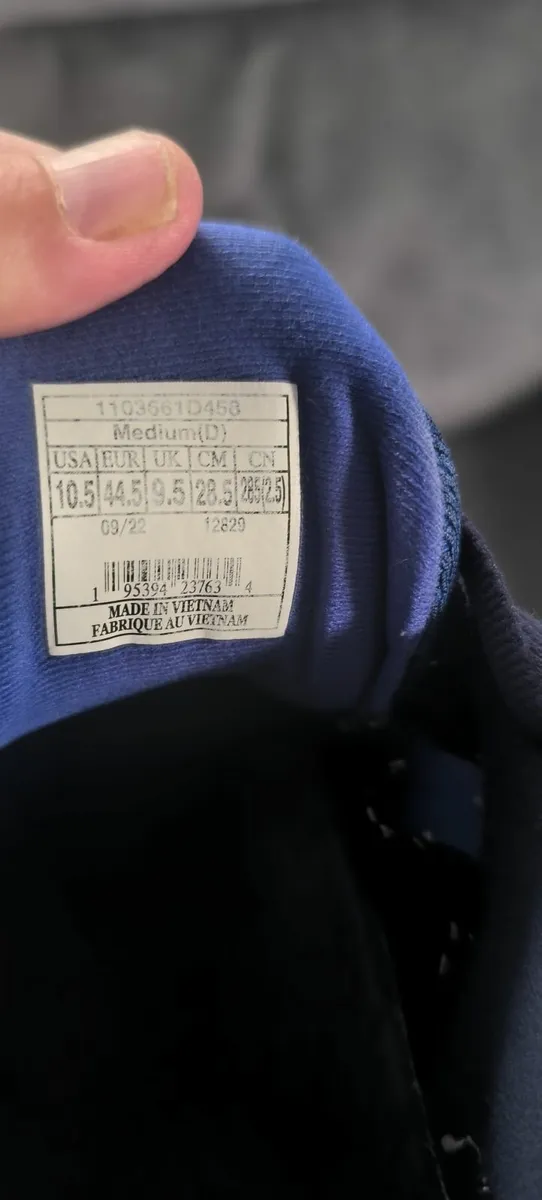 1103661D458
Medium(D)
USA EUR UK CM CN
10.5 44.5 9.5 28.5 285(2.5)
09/22 12629
1 95394 23763 4
MADE IN VIETNAM
FABRIQUE AU VIETNAM